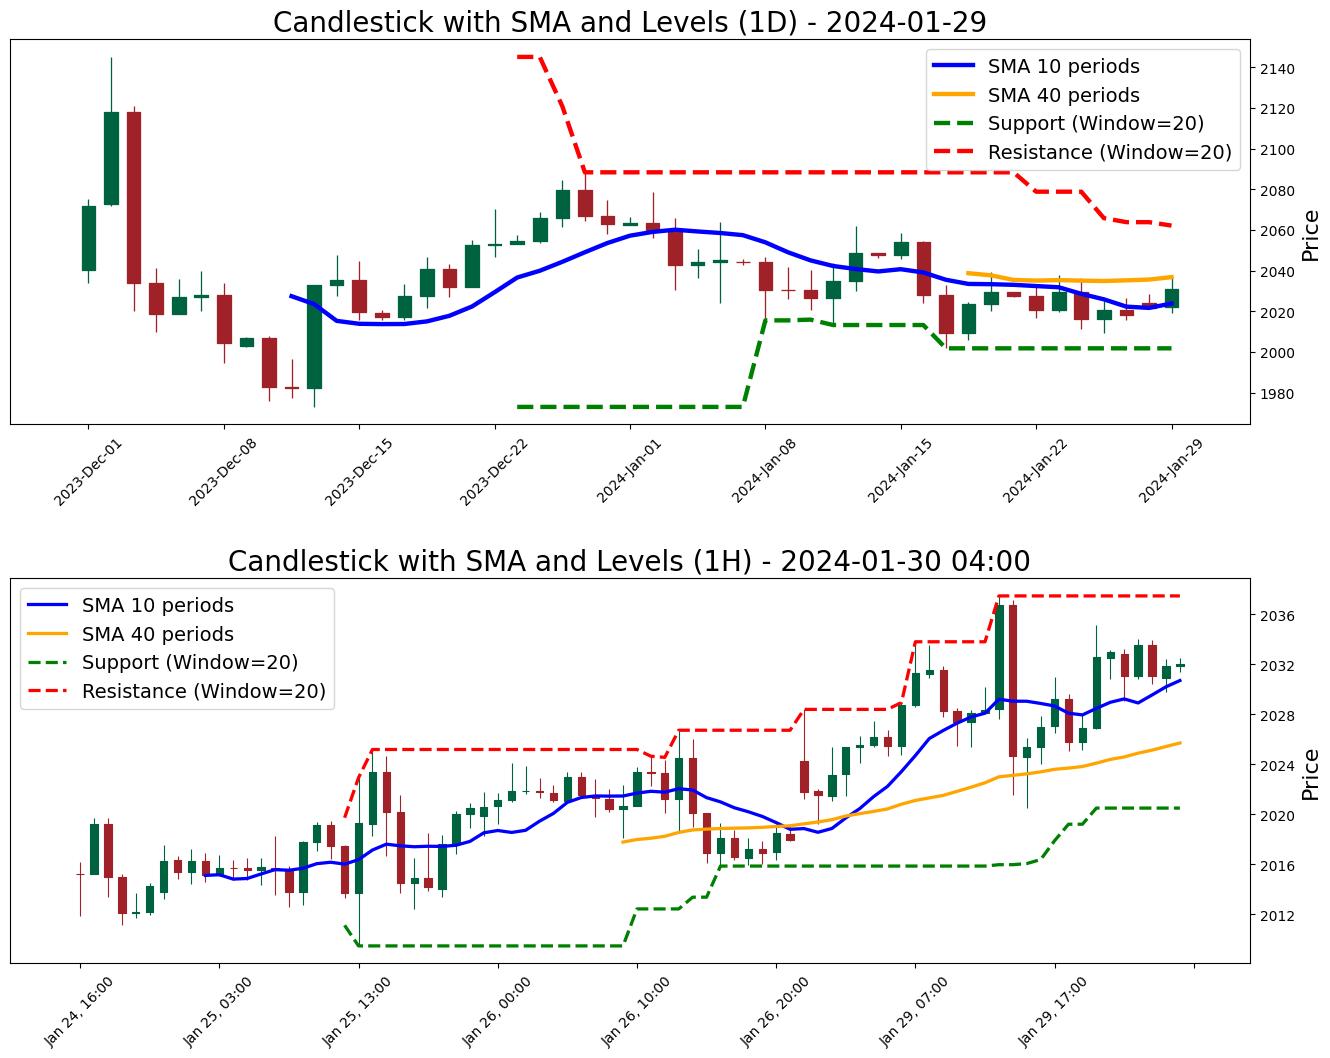 Candlestick with SMA and Levels (1D) - 2024-01-29
SMA 10 periods
SMA 40 periods
Support (Window=20)
Resistance (Window=20)
2140
2120
2100
2080
2060
2040
2020
2000
1980
Price
2023-Dec-01
2023-Dec-08
2023-Dec-15
2023-Dec-22
2024-Jan-01
2024-Jan-08
2024-Jan-15
2024-Jan-22
2024-Jan-29
Candlestick with SMA and Levels (1H) - 2024-01-30 04:00
SMA 10 periods
SMA 40 periods
Support (Window=20)
Resistance (Window=20)
2036
2032
2028
2024
2020
2016
2012
Price
Jan 24, 16:00
Jan 25, 03:00
Jan 25, 13:00
Jan 26, 00:00
Jan 26, 10:00
Jan 26, 20:00
Jan 29, 07:00
Jan 29, 17:00